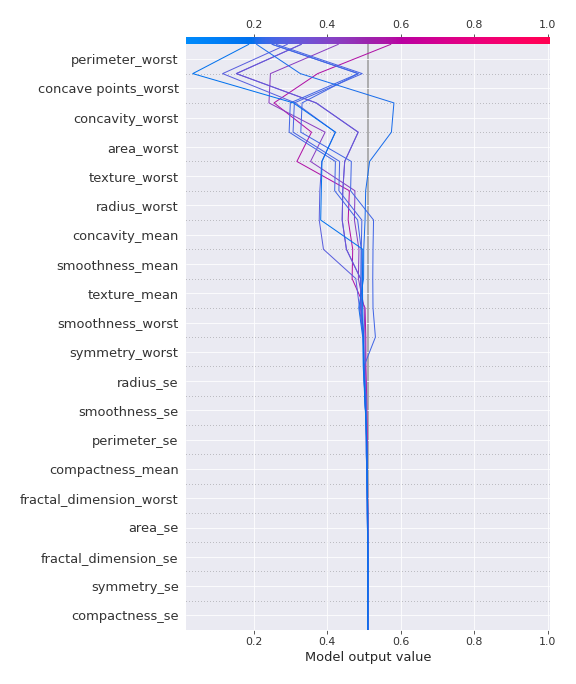 0.2 0.4 0.6 0.8 1.0
perimeter_worst
concave points_worst
concavity_worst
area_worst
texture_worst
radius_worst
concavity_mean
smoothness_mean
texture_mean
smoothness_worst
symmetry_worst
radius_se
smoothness_se
perimeter_se
compactness_mean
fractal_dimension_worst
area_se
fractal_dimension_se
symmetry_se
compactness_se
0.2 0.4 0.6 0.8 1.0
Model output value